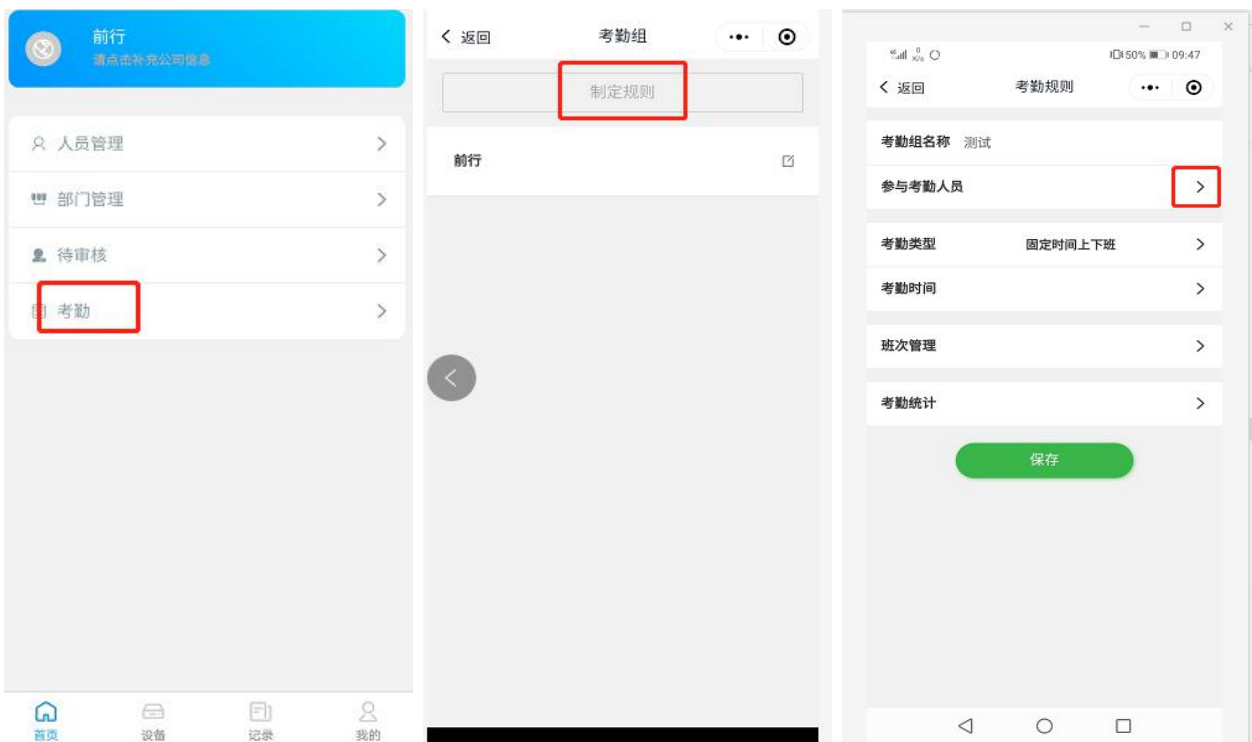 前行
请点击补充公司信息
人员管理
部门管理
待审核
考勤
首页
设备
记录
我的
返回
考勤组
制定规则
前行
50%
09:47
返回
考勤规则
考勤组名称 测试
参与考勤人员
考勤类型 固定时间上下班
考勤时间
班次管理
考勤统计
保存